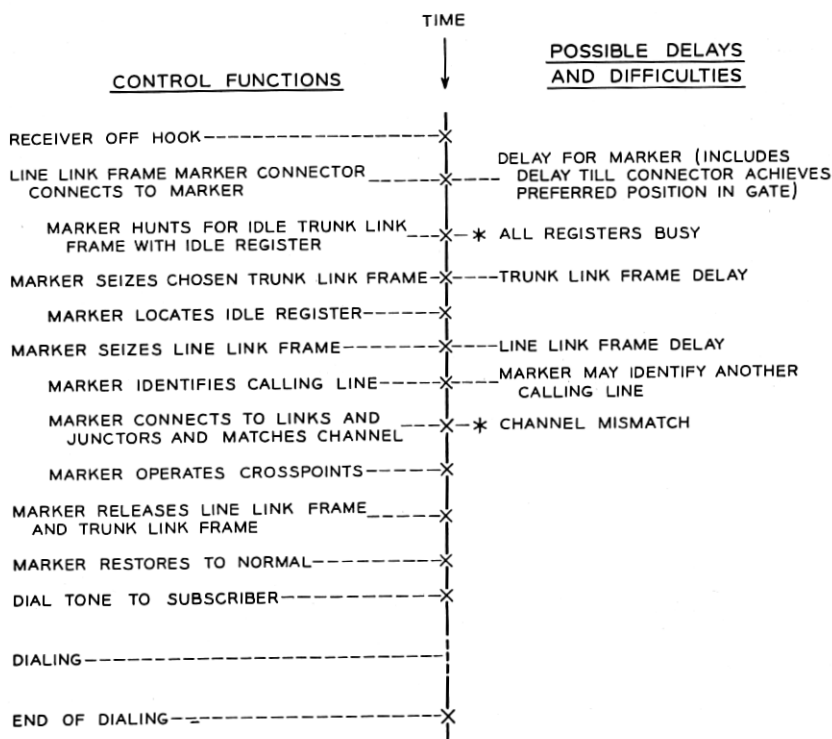 TIME
CONTROL FUNCTIONS
POSSIBLE DELAYS
AND DIFFICULTIES
RECEIVER OFF HOOK
LINE LINK FRAME MARKER CONNECTOR
CONNECTS TO MARKER
DELAY FOR MARKER (INCLUDES
DELAY TILL CONNECTOR ACHIEVES
PREFERRED POSITION IN GATE)
MARKER HUNTS FOR IDLE TRUNK LINK
FRAME WITH IDLE REGISTER
* ALL REGISTERS BUSY
MARKER SEIZES CHOSEN TRUNK LINK FRAME
TRUNK LINK FRAME DELAY
MARKER LOCATES IDLE REGISTER
MARKER SEIZES LINE LINK FRAME
LINE LINK FRAME DELAY
MARKER IDENTIFIES CALLING LINE
MARKER MAY IDENTIFY ANOTHER
CALLING LINE
MARKER CONNECTS TO LINKS AND
JUNCTORS AND MATCHES CHANNEL
* CHANNEL MISMATCH
MARKER OPERATES CROSSPOINTS
MARKER RELEASES LINE LINK FRAME
AND TRUNK LINK FRAME
MARKER RESTORES TO NORMAL
DIAL TONE TO SUBSCRIBER
DIALING
END OF DIALING